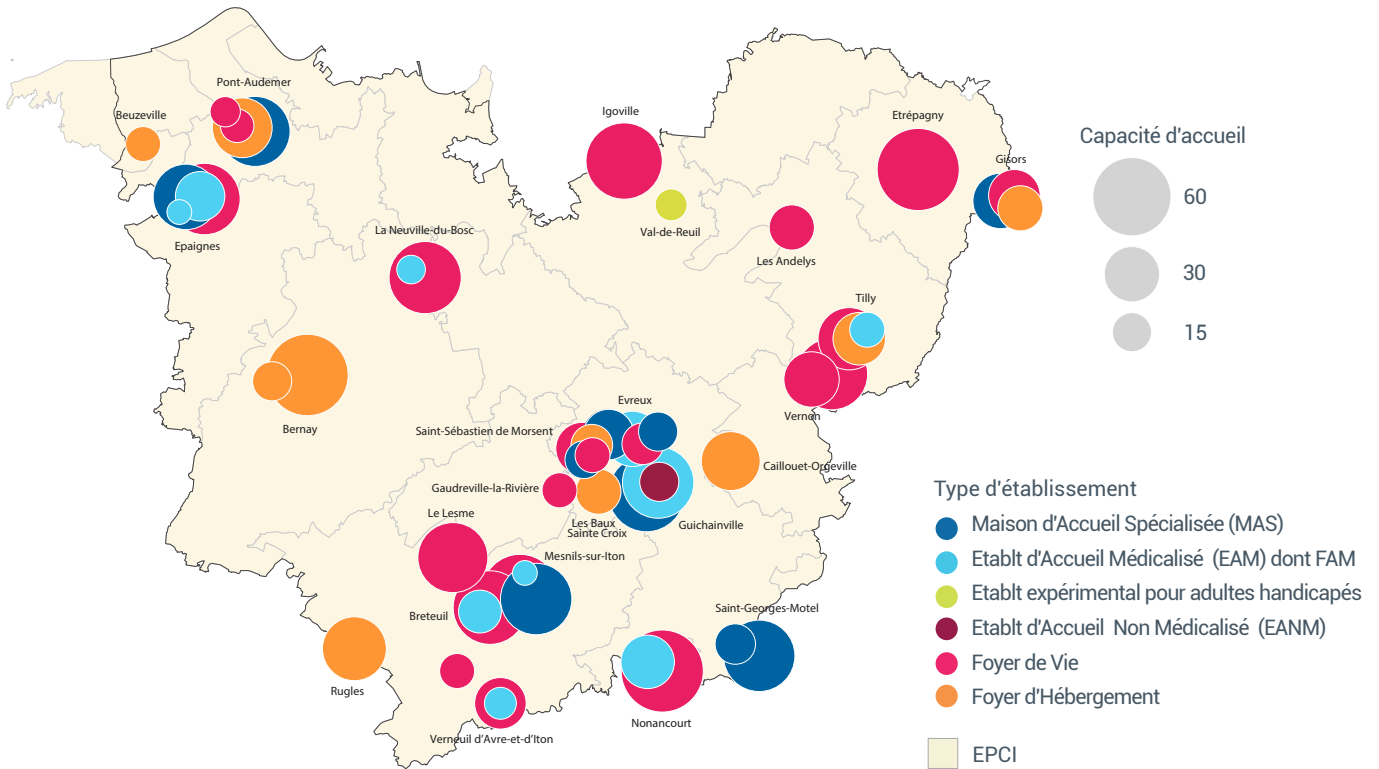 Pont-Audemer
Beuzeville
Epaignes
La Neuville-du-Bosc
Igoville
Val-de-Reuil
Etrépagny
Gisors
Les Andelys
Tilly
Vernon
Bernay
Evreux
Saint-Sébastien de Morsent
Caillouet-Orgeville
Gaudreville-la-Rivière
Les Baux
Sainte Croix
Guichainville
Le Lesme
Mesnils-sur-Iton
Breteuil
Saint-Georges-Motel
Rugles
Nonancourt
Verneuil d'Avre-et-d'Iton
Capacité d'accueil
60
30
15
Type d'établissement
Maison d'Accueil Spécialisée (MAS)
Etablt d'Accueil Médicalisé (EAM) dont FAM
Etablt expérimental pour adultes handicapés
Etablt d'Accueil Non Médicalisé (EANM)
Foyer de Vie
Foyer d'Hébergement
EPCI